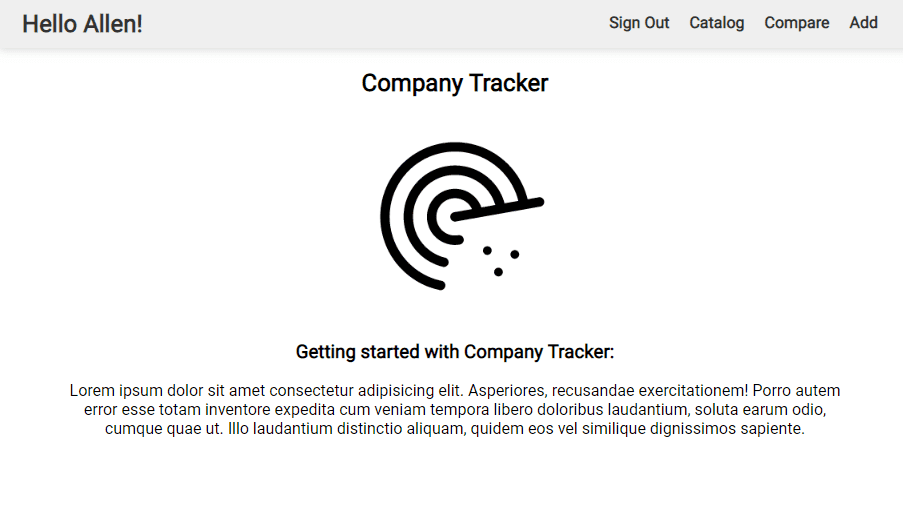 Hello Allen!
Sign Out Catalog Compare Add
Company Tracker
Getting started with Company Tracker:
Lorem ipsum dolor sit amet consectetur adipisicing elit. Asperiores, recusandae exercitationem! Porro autem
error esse totam inventore expedita cum veniam tempora libero doloribus laudantium, soluta earum odio,
cumque quae ut. Illo laudantium distinctio aliquam, quidem eos vel similique dignissimos sapiente.